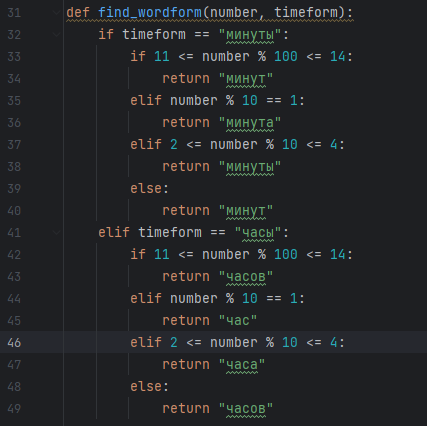 31 def find_wordform(number, timeform):
32     if timeform == "минуты":
33         if 11 <= number % 100 <= 14:
34             return "минут"
35         elif number % 10 == 1:
36             return "минута"
37         elif 2 <= number % 10 <= 4:
38             return "минуты"
39         else:
40             return "минут"
41     elif timeform == "часы":
42         if 11 <= number % 100 <= 14:
43             return "часов"
44         elif number % 10 == 1:
45             return "час"
46         elif 2 <= number % 10 <= 4:
47             return "часа"
48         else:
49             return "часов"